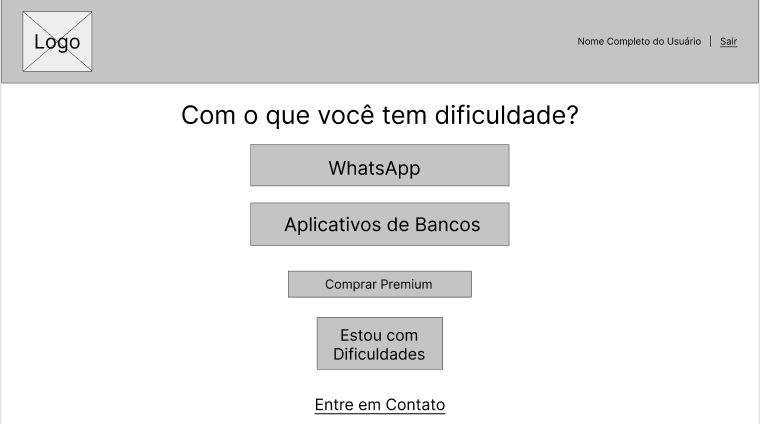 Logo
Nome Completo do Usuário | Sair
Com o que você tem dificuldade?
WhatsApp
Aplicativos de Bancos
Comprar Premium
Estou com
Dificuldades
Entre em Contato